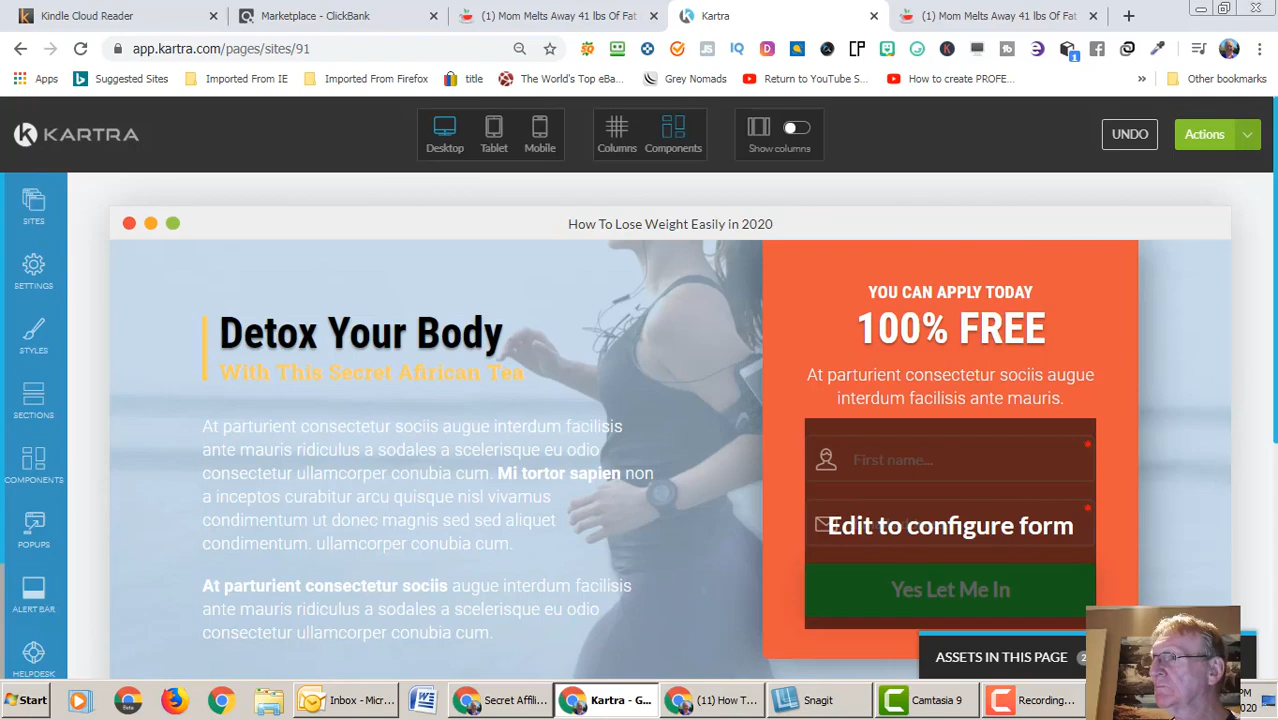 Kindle Cloud Reader
Marketplace - ClickBank
(1) Mom Melts Away 41 lbs Of Fat
Kartra
(1) Mom Melts Away 41 lbs Of Fat
app.kartra.com/pages/sites/91
Apps
Suggested Sites
Imported From IE
Imported From Firefox
title
The World's Top eBa...
Grey Nomads
Return to YouTube S...
How to create PROFE...
Other bookmarks
KARTRA
Desktop
Tablet
Mobile
Columns
Components
Show columns
UNDO
Actions
SITES
SETTINGS
STYLES
SECTIONS
COMPONENTS
POPUPS
ALERT BAR
HELPDESK
How To Lose Weight Easily in 2020
Detox Your Body
With This Secret Afirican Tea
At parturient consectetur sociis augue interdum facilisis
ante mauris ridiculus a sodales a scelerisque eu odio
consectetur ullamcorper conubia cum. Mi tortor sapien non
a inceptos curabitur arcu quisque nisl vivamus
condimentum ut donec magnis sed sed aliquet
condimentum. ullamcorper conubia cum.
At parturient consectetur sociis augue interdum facilisis
ante mauris ridiculus a sodales a scelerisque eu odio
consectetur ullamcorper conubia cum.
YOU CAN APPLY TODAY
100% FREE
At parturient consectetur sociis augue
interdum facilisis ante mauris.
First name...
Edit to configure form
Yes Let Me In
ASSETS IN THIS PAGE
Start
Inbox - Micr...
Secret Affili...
Kartra - G...
(11) How T...
Snagit
Camtasia 9
Recording...
PM
2020